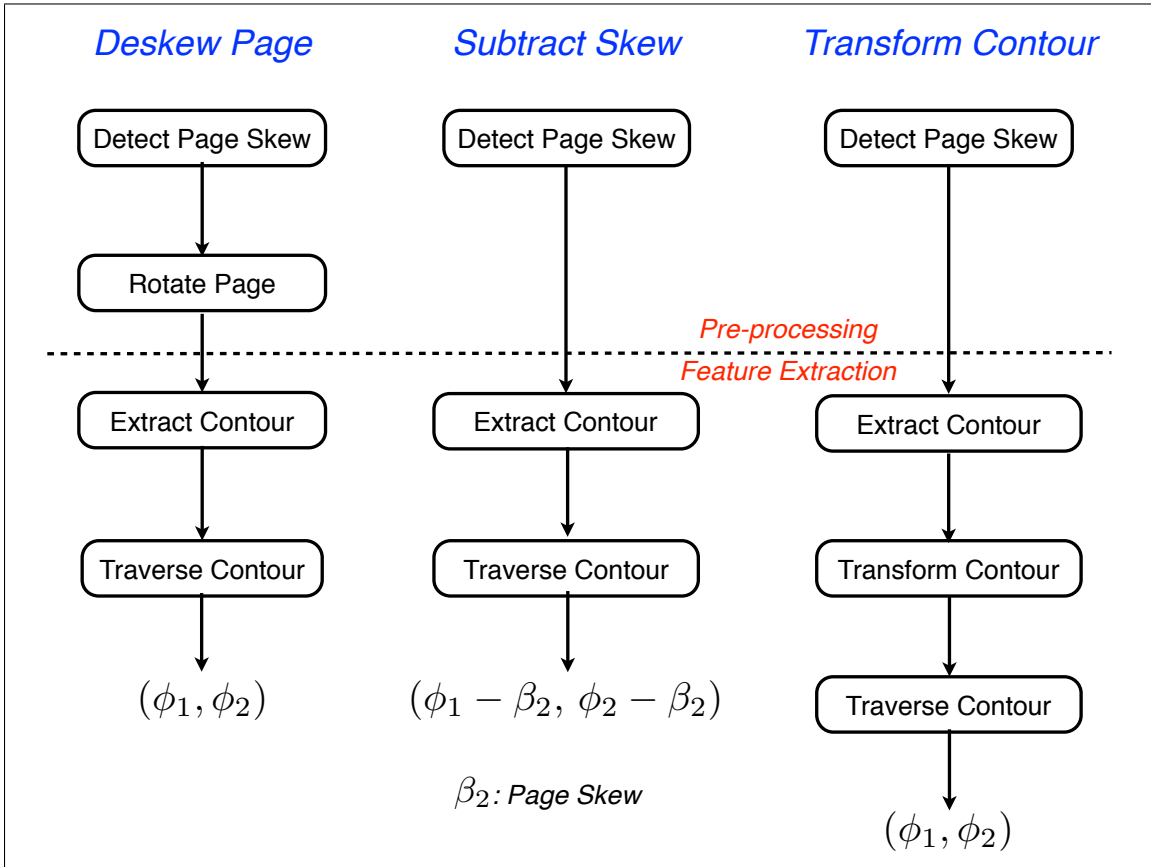 Deskew Page
Subtract Skew
Transform Contour
Detect Page Skew
Detect Page Skew
Detect Page Skew
Rotate Page
Pre-processing
Feature Extraction
Extract Contour
Extract Contour
Extract Contour
Traverse Contour
Traverse Contour
Transform Contour
(ϕ₁, ϕ₂)
(ϕ₁ − β₂, ϕ₂ − β₂)
Traverse Contour
β₂: Page Skew
(ϕ₁, ϕ₂)